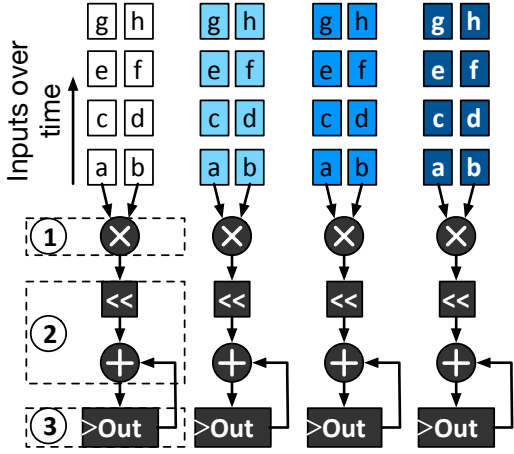 g h g h g h g h
e f e f e f e f
c d c d c d c d
a b a b a b a b
Inputs over
time
1 × × × ×
<< << << <<
2 + + + +
3 >Out >Out >Out >Out